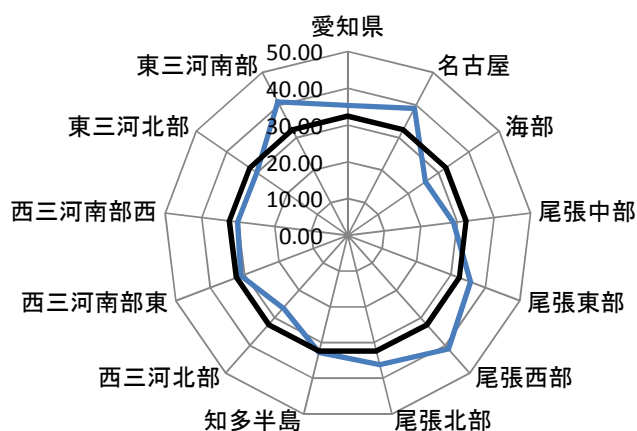 愛知県
名古屋
海部
尾張中部
尾張東部
尾張西部
尾張北部
知多半島
西三河北部
西三河南部東
西三河南部西
東三河北部
東三河南部
50.00
40.00
30.00
20.00
10.00
0.00